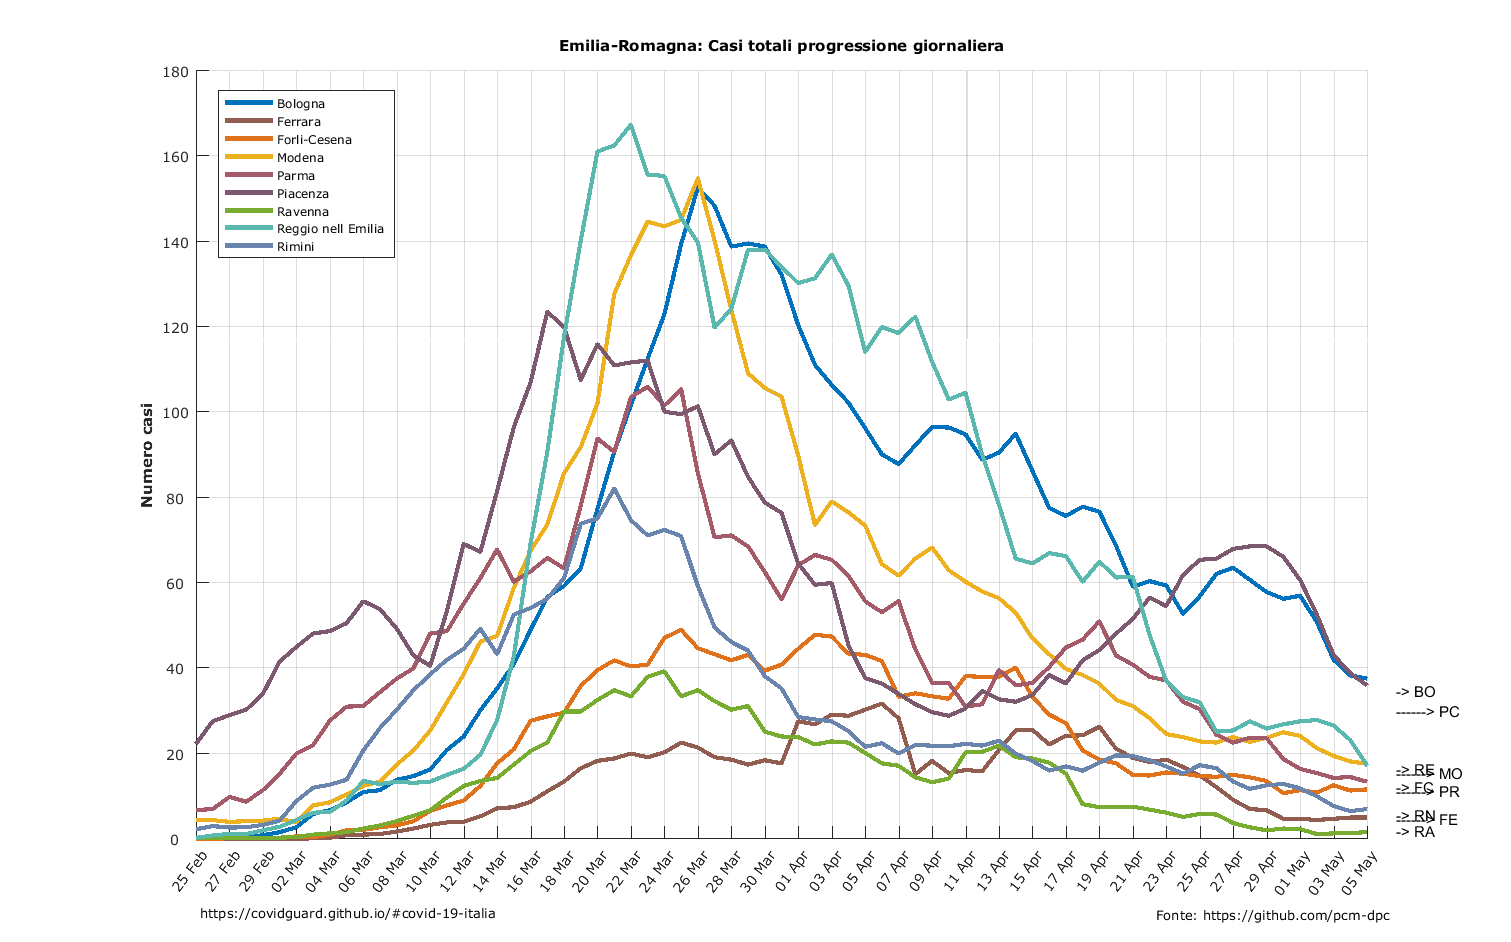 Emilia-Romagna: Casi totali progressione giornaliera
180
160
140
120
100
80
60
40
20
0
Numero casi
Bologna
Ferrara
Forli-Cesena
Modena
Parma
Piacenza
Ravenna
Reggio nell Emilia
Rimini
-> BO
------> PC
-> RE
------> MO
-> FC
------> PR
-> RN
------> FE
-> RA
25 Feb
27 Feb
29 Feb
02 Mar
04 Mar
06 Mar
08 Mar
10 Mar
12 Mar
14 Mar
16 Mar
18 Mar
20 Mar
22 Mar
24 Mar
26 Mar
28 Mar
30 Mar
01 Apr
03 Apr
05 Apr
07 Apr
09 Apr
11 Apr
13 Apr
15 Apr
17 Apr
19 Apr
21 Apr
23 Apr
25 Apr
27 Apr
29 Apr
01 May
03 May
05 May
https://covidguard.github.io/#covid-19-italia
Fonte: https://github.com/pcm-dpc